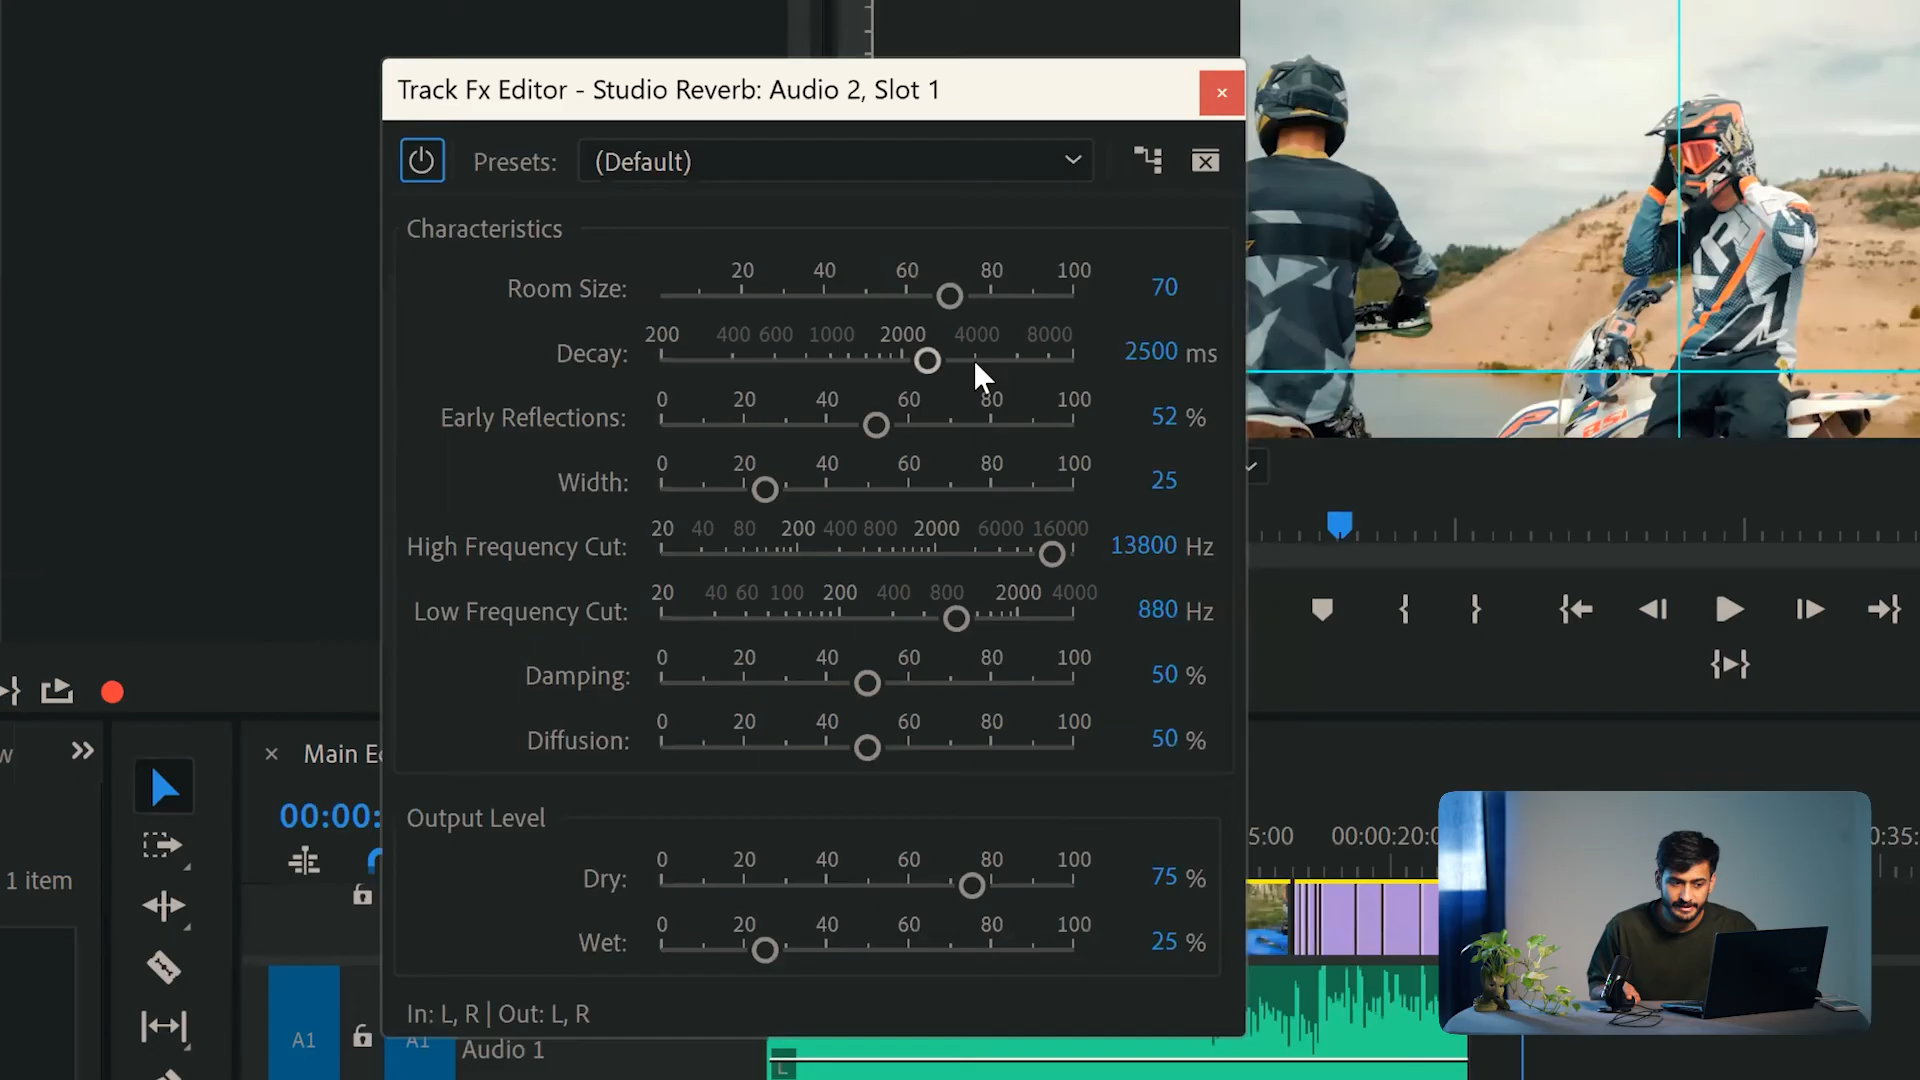 Track Fx Editor - Studio Reverb: Audio 2, Slot 1
Presets: (Default)
Characteristics
20 40 60 80 100
Room Size: 70
200 400 600 1000 2000 4000 8000
Decay: 2500 ms
0 20 40 60 80 100
Early Reflections: 52 %
0 20 40 60 80 100
Width: 25
20 40 80 200 400 800 2000 6000 16000
High Frequency Cut: 13800 Hz
20 40 60 100 200 400 800 2000 4000
Low Frequency Cut: 880 Hz
0 20 40 60 80 100
Damping: 50 %
0 20 40 60 80 100
Diffusion: 50 %
Output Level
0 20 40 60 80 100
Dry: 75 %
0 20 40 60 80 100
Wet: 25 %
In: L, R | Out: L, R
w
× Main Ec
00:00:
1 item
5:00 00:00:20:0 0:35:
A1 A1 Audio 1
L